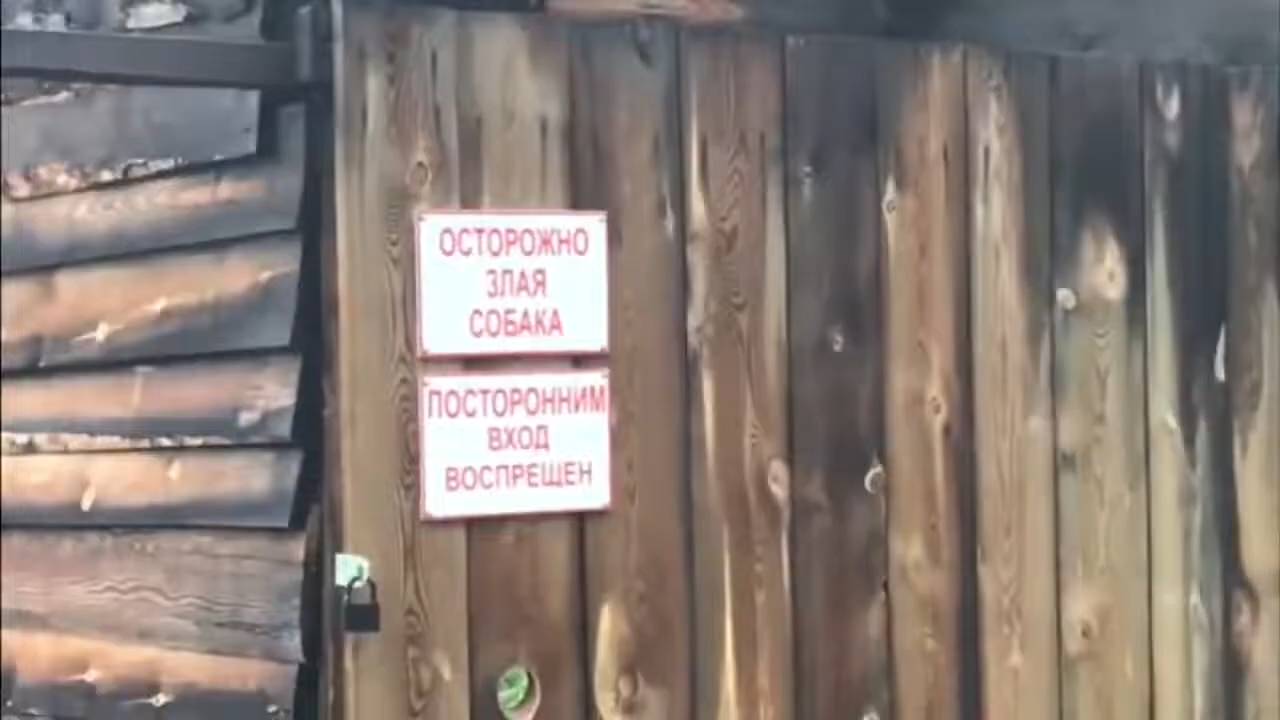 ОСТОРОЖНО
ЗЛАЯ
СОБАКА
ПОСТОРОННИМ
ВХОД
ВОСПРЕЩЕН